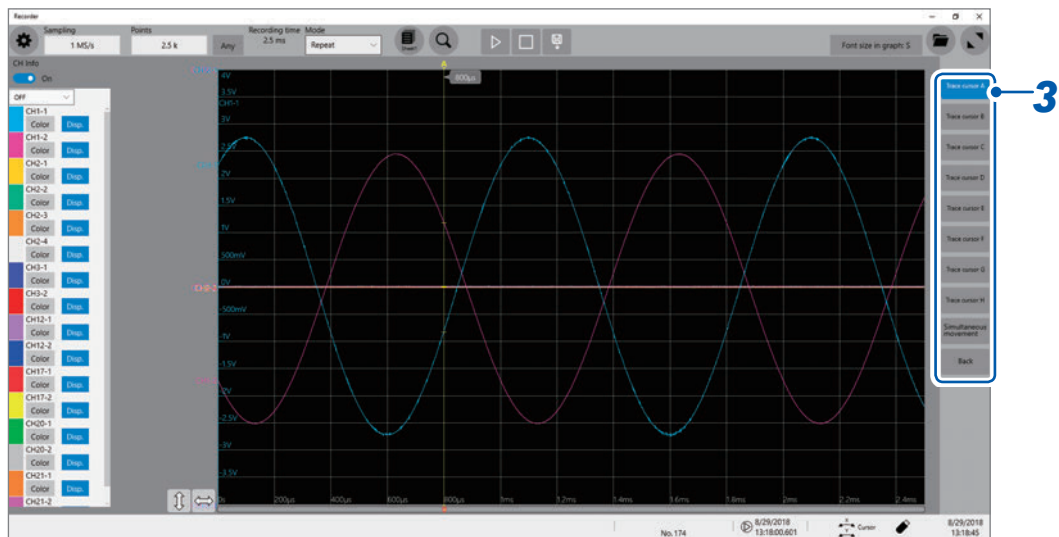 Recorder
Sampling
Points
Recording time
Mode
1 MS/s
2.5 k
Any
2.5 ms
Repeat
Font size in graph: S
CH Info
On
OFF
CH1-1
Color
Disp.
CH1-2
Color
Disp.
CH2-1
Color
Disp.
CH2-2
Color
Disp.
CH2-3
Color
Disp.
CH2-4
Color
Disp.
CH3-1
Color
Disp.
CH3-2
Color
Disp.
CH12-1
Color
Disp.
CH12-2
Color
Disp.
CH17-1
Color
Disp.
CH17-2
Color
Disp.
CH20-1
Color
Disp.
CH20-2
Color
Disp.
CH21-1
Color
Disp.
CH21-2
A
800μs
4V
3.5V
CH1-1
3V
2.5V
2V
1.5V
1V
500mV
0V
-500mV
-1V
-1.5V
-2V
-2.5V
-3V
-3.5V
0s
200μs
400μs
600μs
800μs
1ms
1.2ms
1.4ms
1.6ms
1.8ms
2ms
2.2ms
2.4ms
Trace cursor A
Trace cursor B
Trace cursor C
Trace cursor D
Trace cursor E
Trace cursor F
Trace cursor G
Trace cursor H
Simultaneous
movement
Back
3
No. 174
8/29/2018
13:18:00.601
X
Y
Cursor
8/29/2018
13:18:45